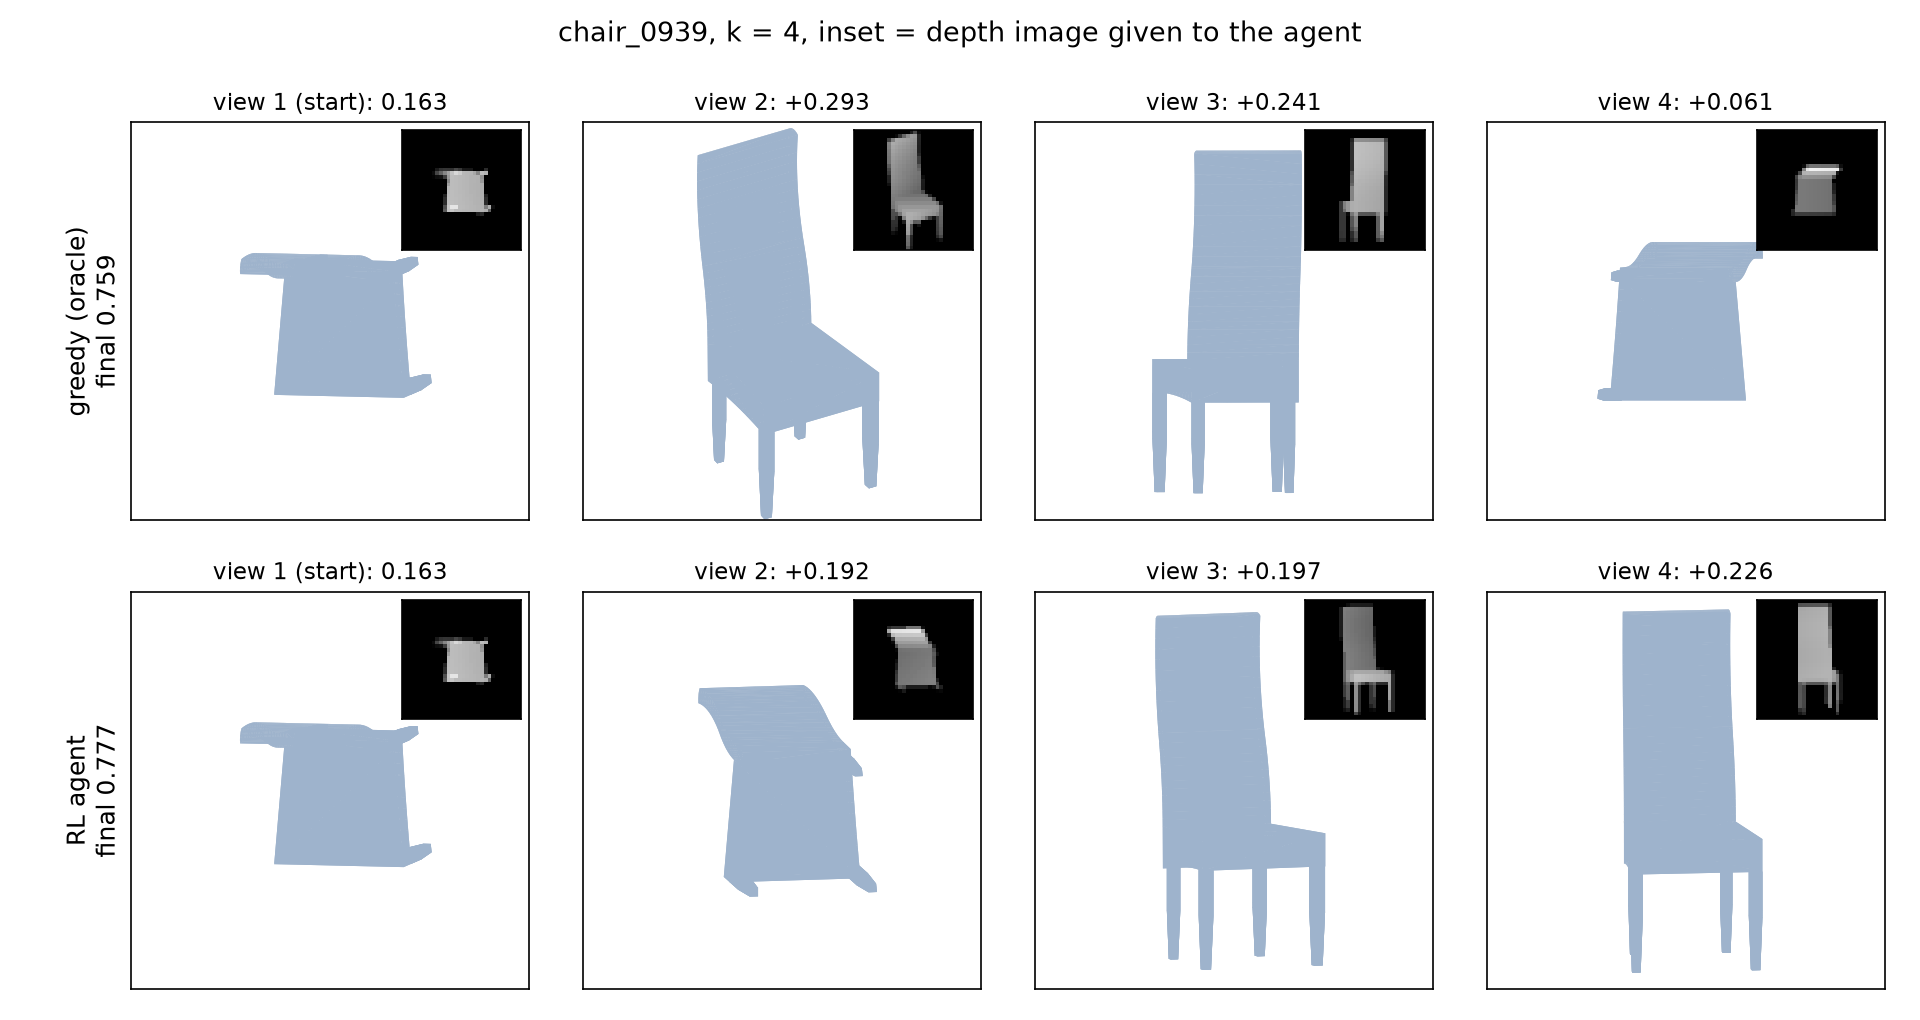 chair_0939, k = 4, inset = depth image given to the agent
view 1 (start): 0.163
view 2: +0.293
view 3: +0.241
view 4: +0.061
greedy (oracle)
final 0.759
view 1 (start): 0.163
view 2: +0.192
view 3: +0.197
view 4: +0.226
RL agent
final 0.777